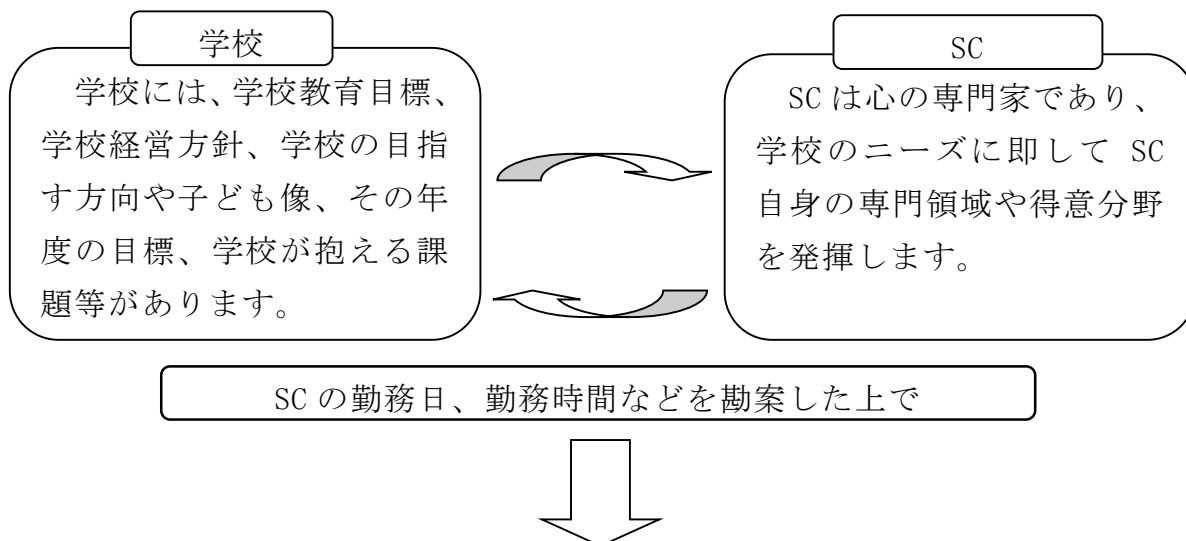 学校
学校には、学校教育目標、
学校経営方針、学校の目指
す方向や子ども像、その年
度の目標、学校が抱える課
題等があります。
SC
SCは心の専門家であり、
学校のニーズに即して SC
自身の専門領域や得意分野
を発揮します。
SC の勤務日、勤務時間などを勘案した上で